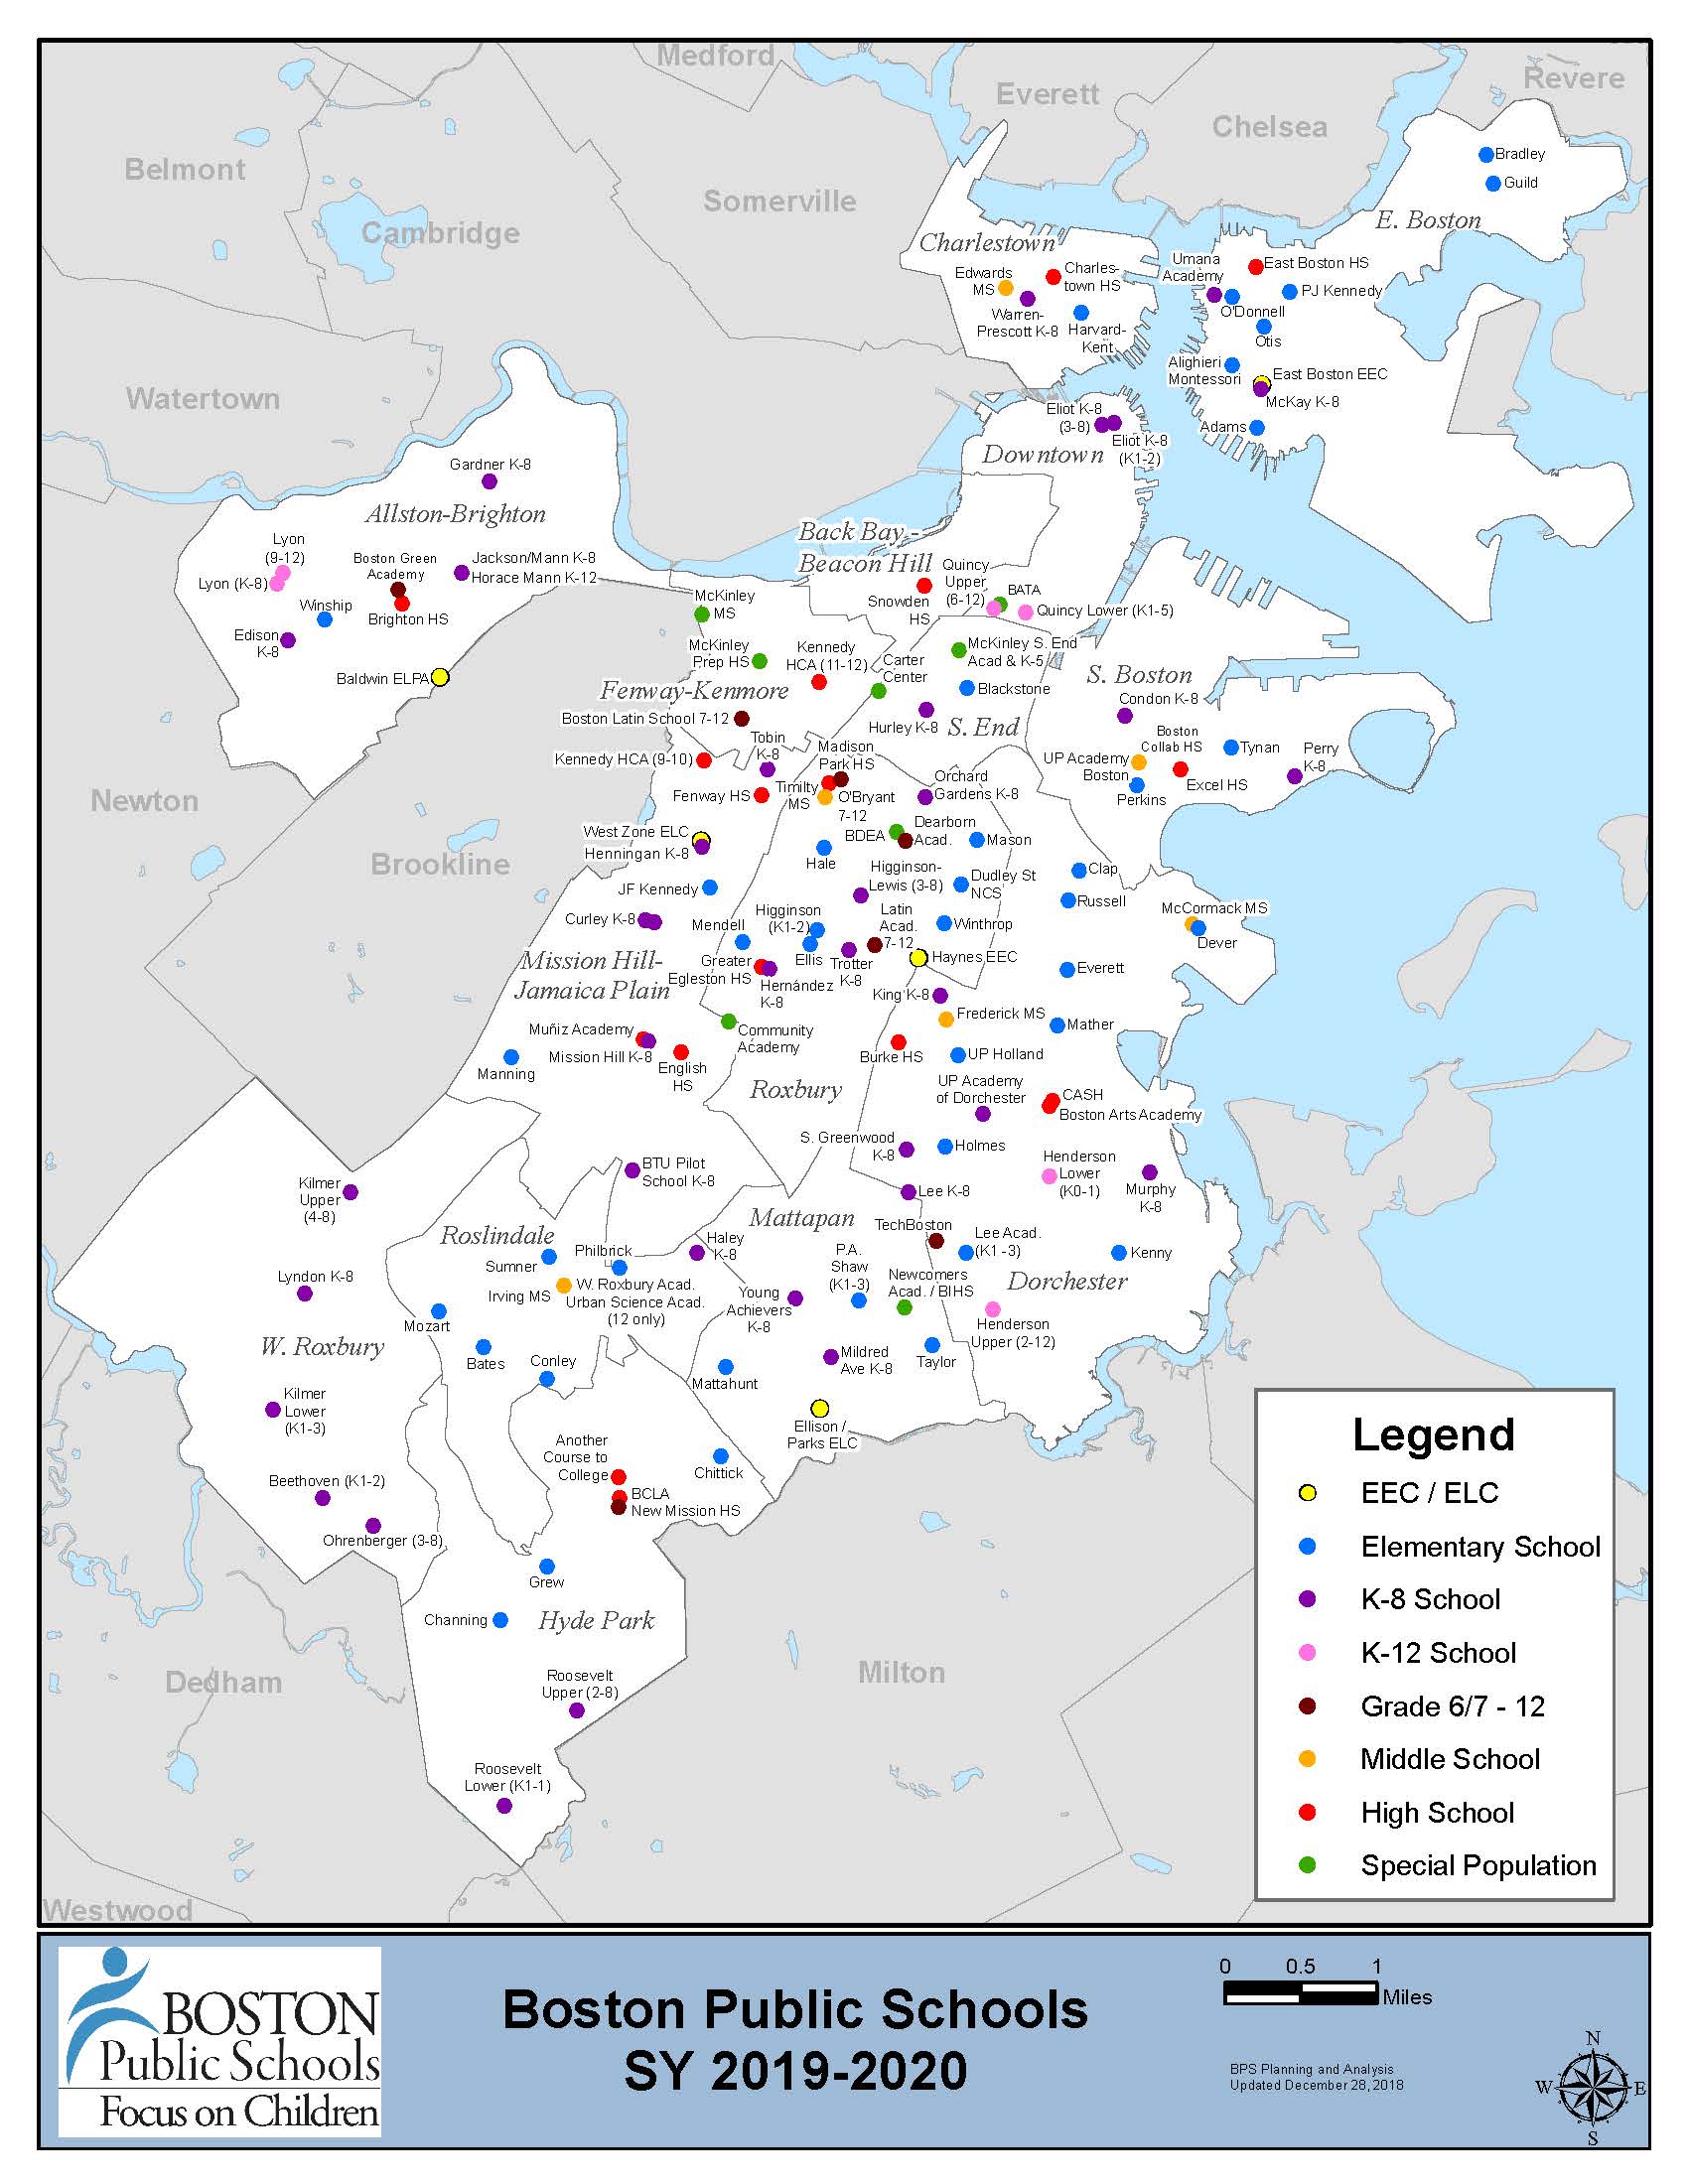 Medford
Everett
Revere
Chelsea
Belmont
Somerville
Cambridge
Watertown
Newton
Brookline
Dedham
Milton
Westwood
Bradley
Guild
E. Boston
Umana
Academy
East Boston HS
PJ Kennedy
O'Donnell
Otis
Alighieri
Montessori
East Boston EEC
McKay K-8
Adams
Charlestown
Edwards
MS
Charles-
town HS
Warren-
Prescott K-8
Harvard-
Kent
Eliot K-8
(3-8)
Eliot K-8
(K1-2)
Downtown
Gardner K-8
Allston-Brighton
Lyon
(9-12)
Lyon (K-8)
Boston Green
Academy
Jackson/Mann K-8
Horace Mann K-12
Winship
Brighton HS
Edison
K-8
Baldwin ELPA
Back Bay -
Beacon Hill
Snowden
HS
Quincy
Upper
(6-12)
BATA
Quincy Lower (K1-5)
McKinley
MS
McKinley
Prep HS
Kennedy
HCA (11-12)
Carter
Center
McKinley S. End
Acad & K-5
Blackstone
Fenway-Kenmore
Boston Latin School 7-12
Hurley K-8
S. End
S. Boston
Condon K-8
Boston
Collab HS
UP Academy
Boston
Tynan
Perry
K-8
Excel HS
Perkins
Tobin
K-8
Kennedy HCA (9-10)
Fenway HS
Madison
Park HS
Timilty
MS
O'Bryant
7-12
Orchard
Gardens K-8
West Zone ELC
Henningan K-8
BDEA
Dearborn
Acad.
Mason
Hale
JF Kennedy
Higginson-
Lewis (3-8)
Dudley St
NCS
Clap
Russell
Curley K-8
Mendell
Higginson
(K1-2)
Latin
Acad.
7-12
Winthrop
McCormack MS
Dever
Mission Hill-
Jamaica Plain
Greater
Egleston HS
Ellis
Trotter
K-8
Haynes EEC
Everett
Hernández
K-8
King K-8
Frederick MS
Mather
Muñiz Academy
Mission Hill K-8
Community
Academy
English
HS
Manning
Burke HS
UP Holland
Roxbury
UP Academy
of Dorchester
CASH
Boston Arts Academy
S. Greenwood
K-8
Holmes
Henderson
Lower
(K0-1)
Murphy
K-8
BTU Pilot
School K-8
Lee K-8
Kilmer
Upper
(4-8)
Mattapan
TechBoston
Roslindale
Sumner
Philbrick
Haley
K-8
P.A.
Shaw
(K1-3)
Lee Acad.
(K1 -3)
Kenny
Newcomers
Acad. / BIHS
Dorchester
Lyndon K-8
Irving MS
W. Roxbury Acad.
Urban Science Acad.
(12 only)
Young
Achievers
K-8
Henderson
Upper (2-12)
Mozart
W. Roxbury
Bates
Conley
Mattahunt
Mildred
Ave K-8
Taylor
Kilmer
Lower
(K1-3)
Ellison /
Parks ELC
Another
Course to
College
Chittick
Beethoven (K1-2)
BCLA
New Mission HS
Ohrenberger (3-8)
Grew
Channing
Hyde Park
Roosevelt
Upper (2-8)
Roosevelt
Lower (K1-1)
Legend
EEC / ELC
Elementary School
K-8 School
K-12 School
Grade 6/7 - 12
Middle School
High School
Special Population
BOSTON
Public Schools
Focus on Children
Boston Public Schools
SY 2019-2020
0 0.5 1
Miles
BPS Planning and Analysis
Updated December 28, 2018
N
W E
S